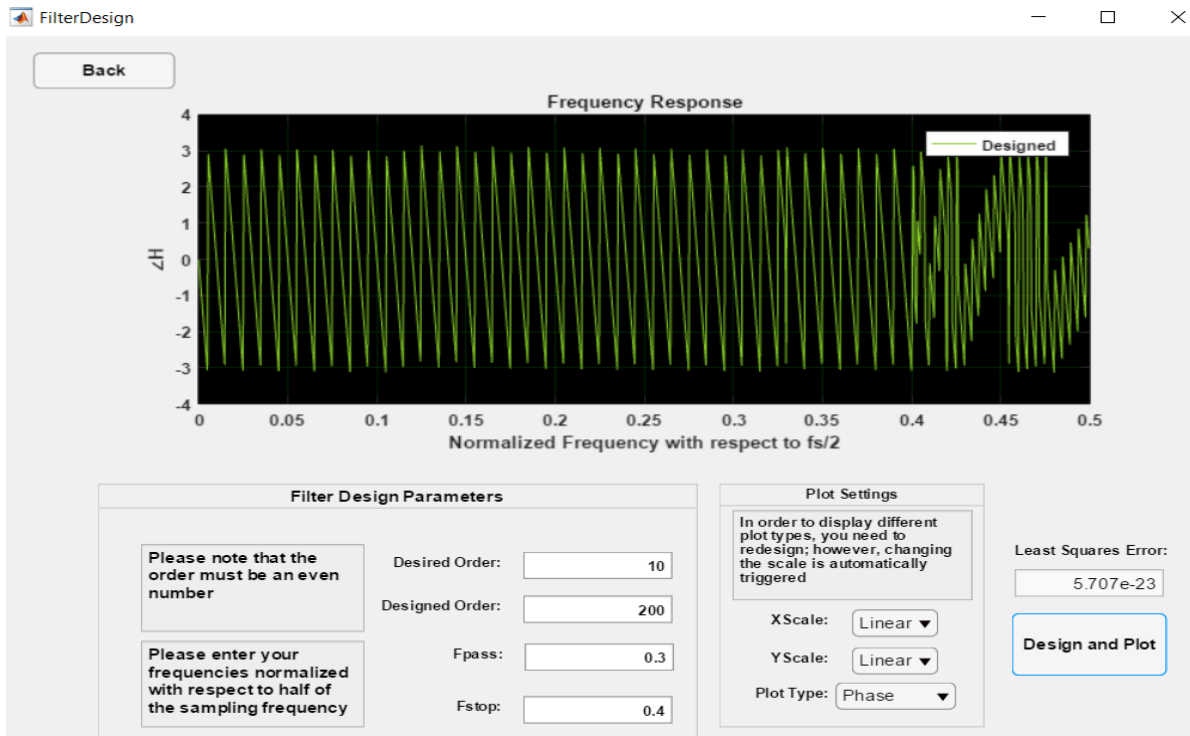 FilterDesign
Back
Frequency Response
Designed
4
3
2
1
0
-1
-2
-3
-4
∠H
0
0.05
0.1
0.15
0.2
0.25
0.3
0.35
0.4
0.45
0.5
Normalized Frequency with respect to fs/2
Filter Design Parameters
Please note that the
order must be an even
number
Please enter your
frequencies normalized
with respect to half of
the sampling frequency
Desired Order:
10
Designed Order:
200
Fpass:
0.3
Fstop:
0.4
Plot Settings
In order to display different
plot types, you need to
redesign; however, changing
the scale is automatically
triggered
XScale:
Linear
YScale:
Linear
Plot Type:
Phase
Least Squares Error:
5.707e-23
Design and Plot